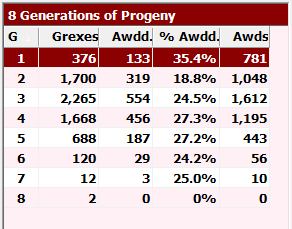 8 Generations of Progeny
G Grexes Awdd. % Awdd. Awds
1 376 133 35.4% 781
2 1,700 319 18.8% 1,048
3 2,265 554 24.5% 1,612
4 1,668 456 27.3% 1,195
5 688 187 27.2% 443
6 120 29 24.2% 56
7 12 3 25.0% 10
8 2 0 0% 0